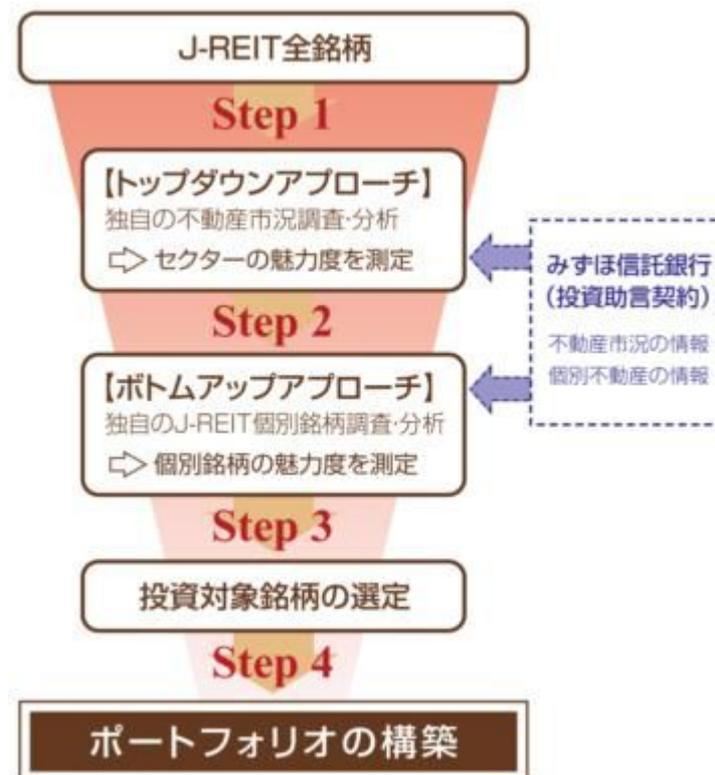 J-REIT全銘柄
Step 1
【トップダウンアプローチ】
独自の不動産市況調査・分析
⇨ セクターの魅力度を測定
みずほ信託銀行
(投資助言契約)
不動産市況の情報
個別不動産の情報
Step 2
【ボトムアップアプローチ】
独自のJ-REIT個別銘柄調査・分析
⇨ 個別銘柄の魅力度を測定
Step 3
投資対象銘柄の選定
Step 4
ポートフォリオの構築